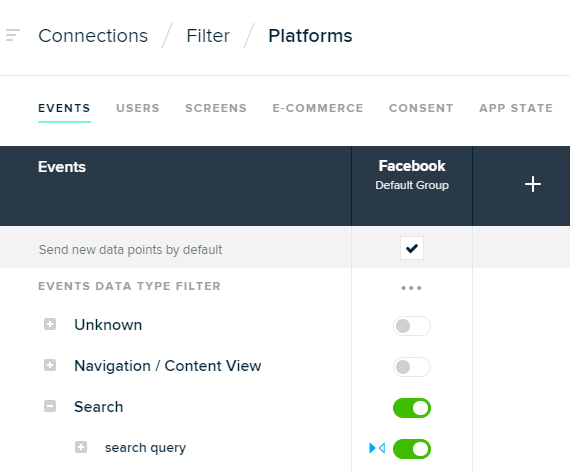 Connections / Filter / Platforms
EVENTS USERS SCREENS E-COMMERCE CONSENT APP STATE
Events Facebook
Default Group
Send new data points by default
EVENTS DATA TYPE FILTER
Unknown
Navigation / Content View
Search
search query